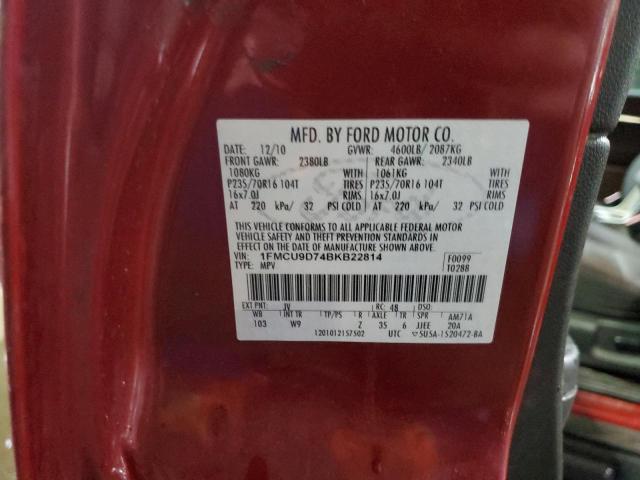 MFD. BY FORD MOTOR CO.
DATE: 12/10 GVWR: 4600LB/ 2087KG
FRONT GAWR: 2380LB REAR GAWR: 2340LB
1080KG WITH 1061KG WITH
P235/70R16 104T TIRES P235/70R16 104T TIRES
16x7.0J RIMS 16x7.0J RIMS
AT 220 kPa/ 32 PSI COLD AT 220 kPa/ 32 PSI COLD
THIS VEHICLE CONFORMS TO ALL APPLICABLE FEDERAL MOTOR
VEHICLE SAFETY AND THEFT PREVENTION STANDARDS IN
EFFECT ON THE DATE OF MANUFACTURE SHOWN ABOVE.
VIN: 1FMCU9D74BKB22814 F0099
TYPE: MPV T0288
EXT PNT: JV RC: 48 DSO:
WB INT TR TP/PS R AXLE TR SPR AM71A
103 W9 Z 35 6 JJEE 20A
1201012157502 UTC 5U5A-1520472-BA